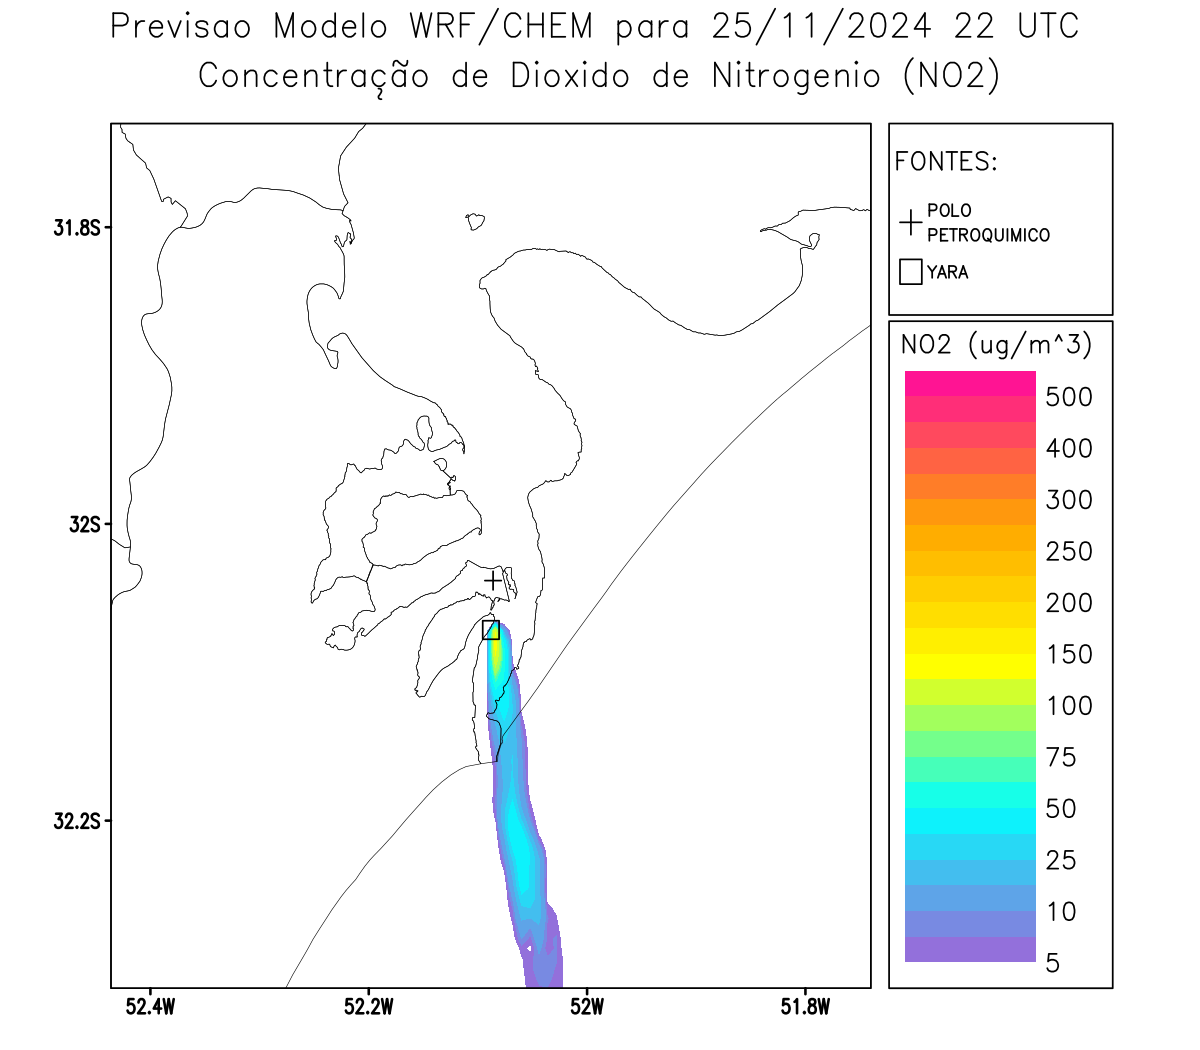 Previsao Modelo WRF/CHEM para 25/11/2024 22 UTC
Concentração de Dioxido de Nitrogenio (NO2)
FONTES:
POLO
PETROQUIMICO
YARA
NO2 (ug/m^3)
500
400
300
250
200
150
100
75
50
25
10
5
31.8S
32S
32.2S
52.4W
52.2W
52W
51.8W